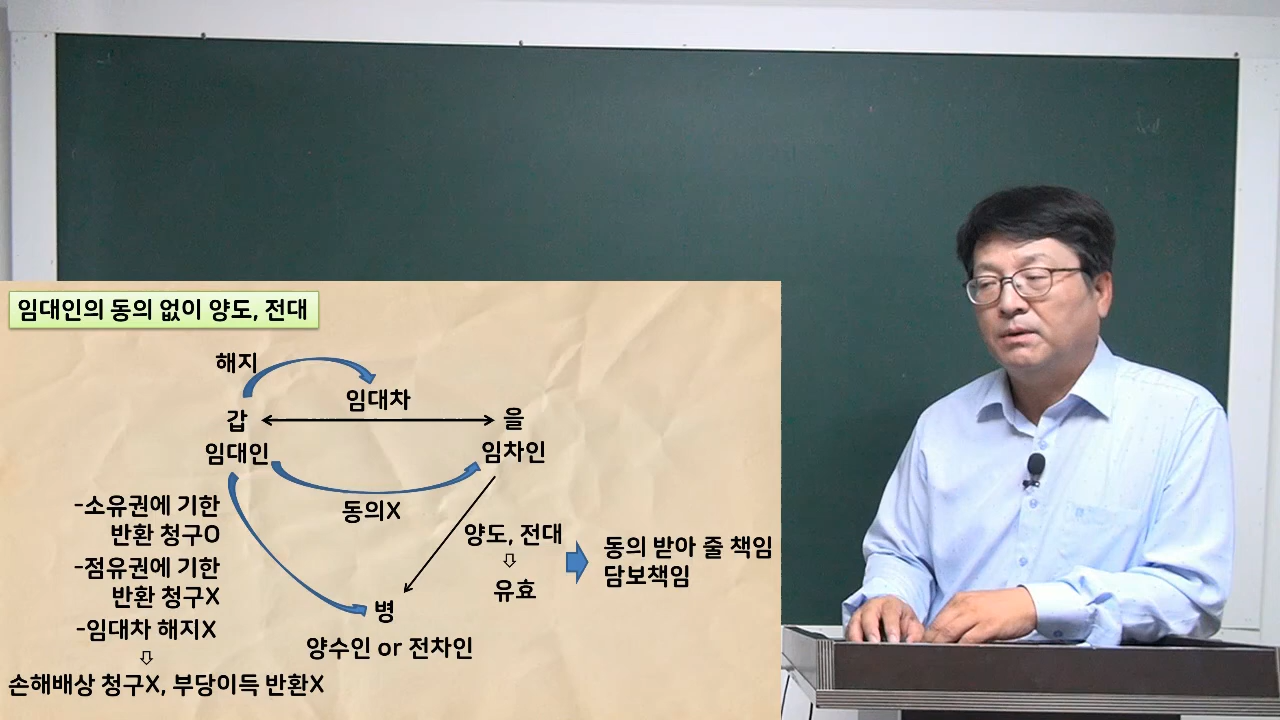 임대인의 동의 없이 양도, 전대
해지
임대차
갑
을
임대인
임차인
동의X
-소유권에 기한
반환 청구O
-점유권에 기한
반환 청구X
-임대차 해지X
손해배상 청구X, 부당이득 반환X
양도, 전대
유효
동의 받아 줄 책임
담보책임
병
양수인 or 전차인